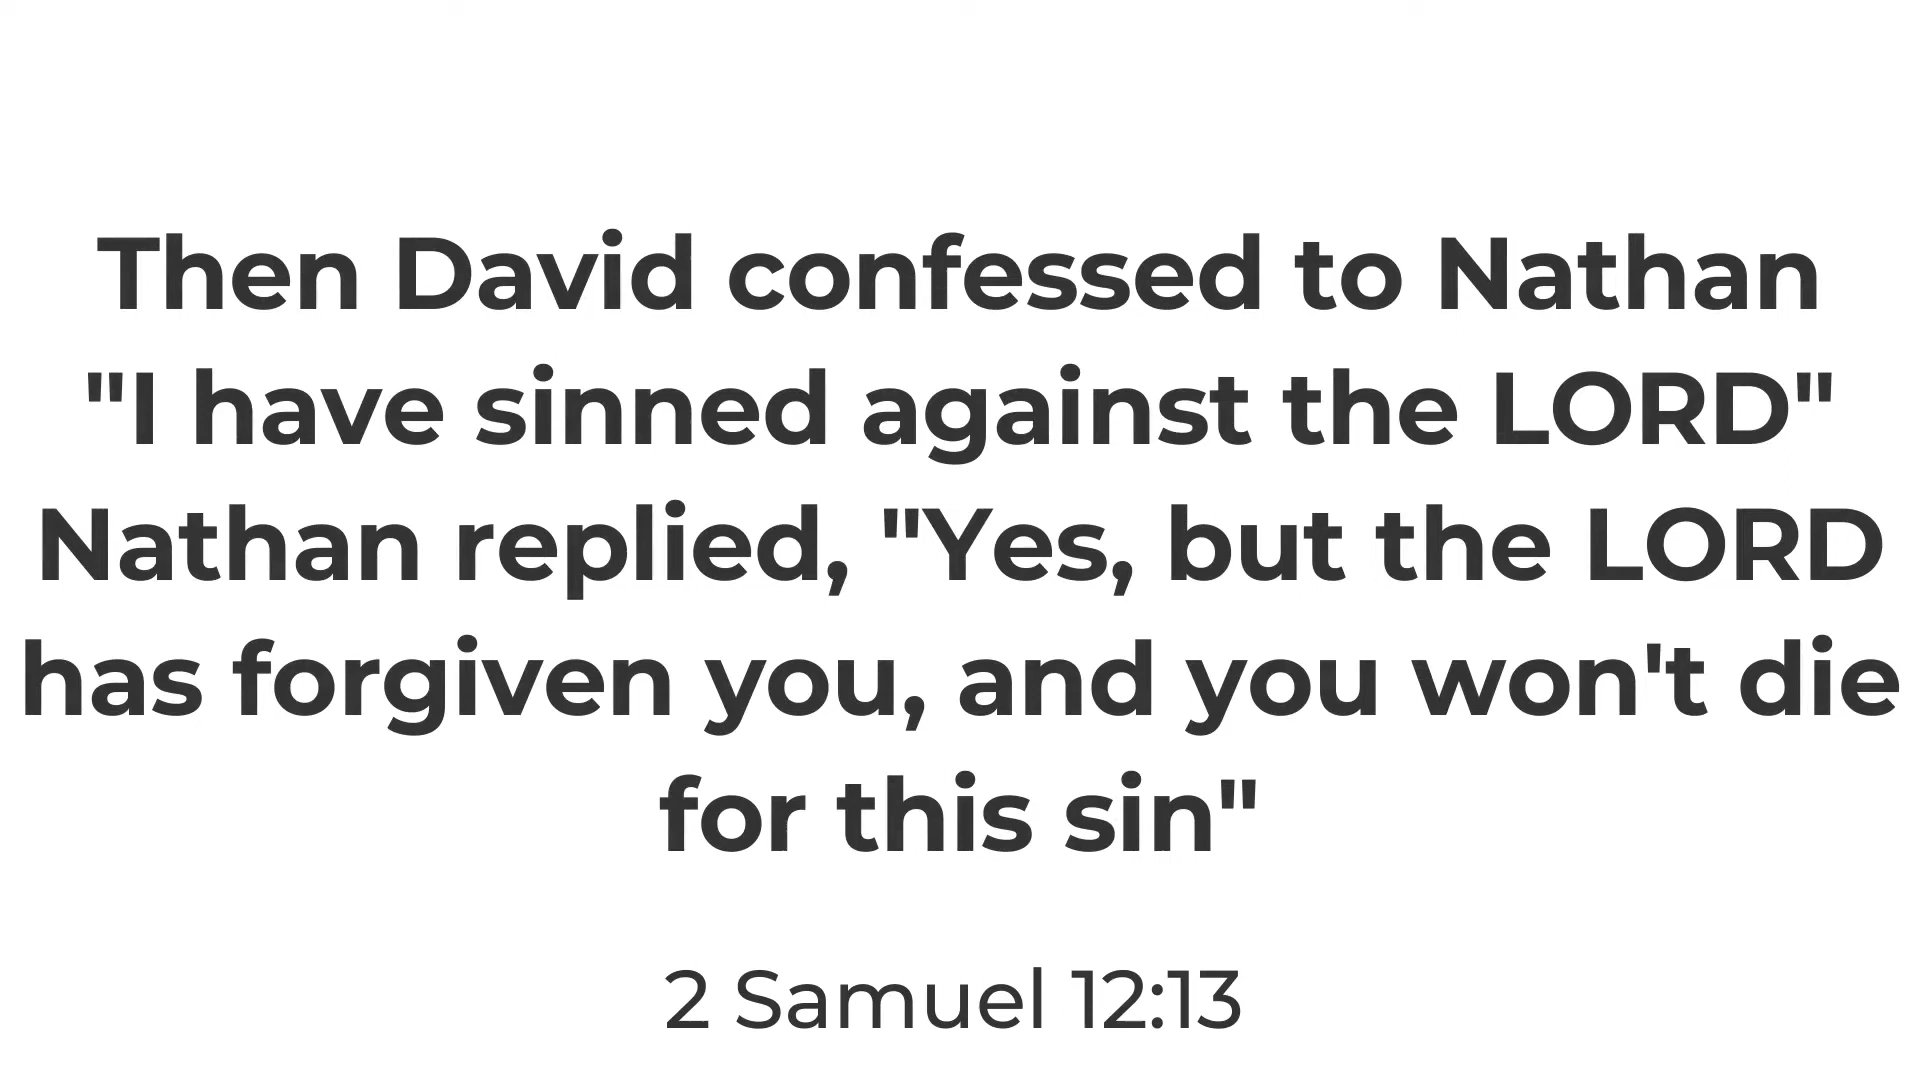 Then David confessed to Nathan
"I have sinned against the LORD"
Nathan replied, "Yes, but the LORD
has forgiven you, and you won't die
for this sin"
2 Samuel 12:13